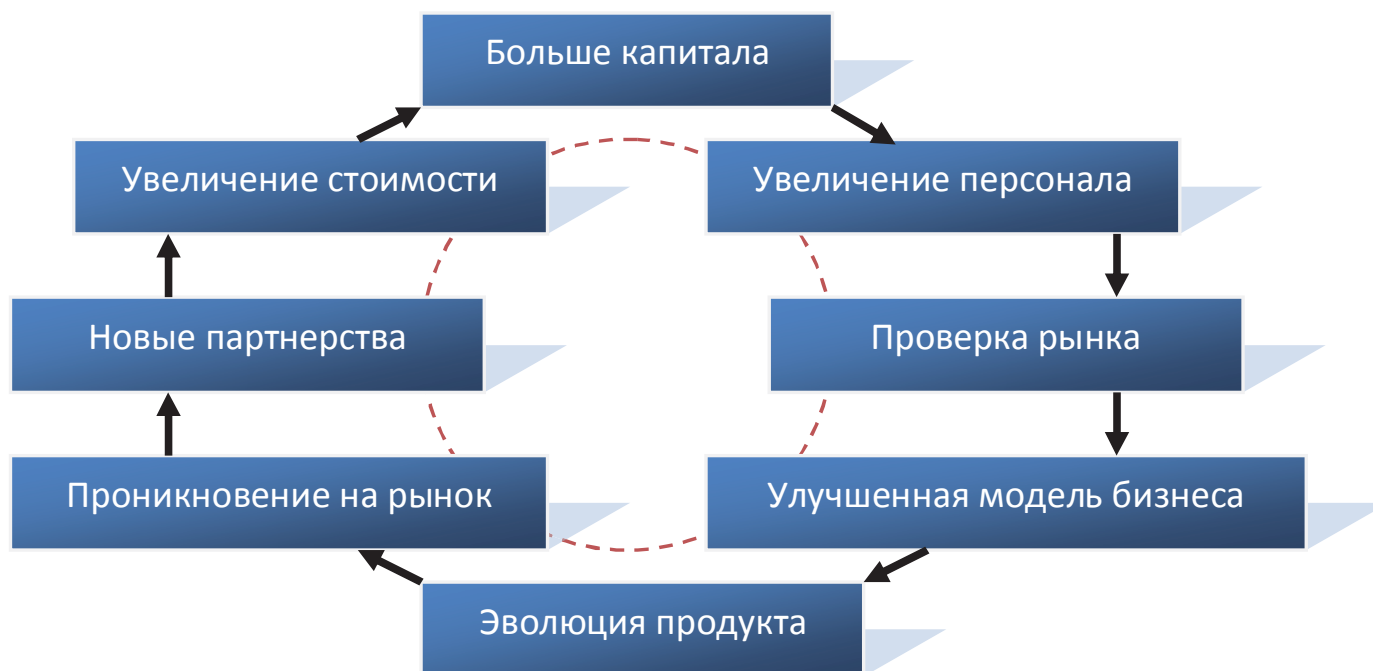 Больше капитала
Увеличение стоимости
Увеличение персонала
Новые партнерства
Проверка рынка
Проникновение на рынок
Улучшенная модель бизнеса
Эволюция продукта